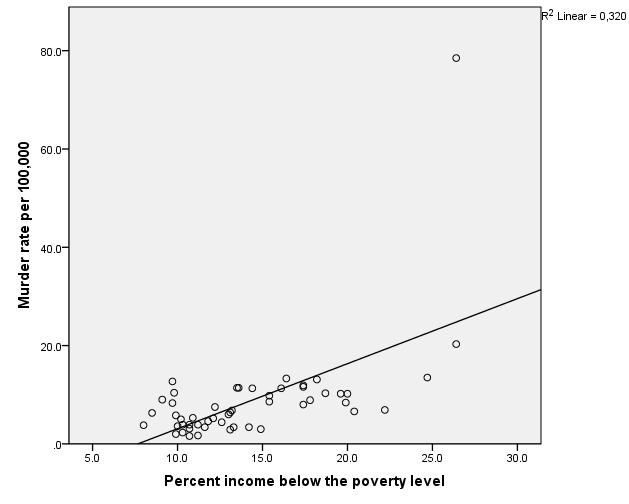 R2 Linear = 0,320
80.0
60.0
40.0
20.0
.0
Murder rate per 100,000
5.0 10.0 15.0 20.0 25.0 30.0
Percent income below the poverty level